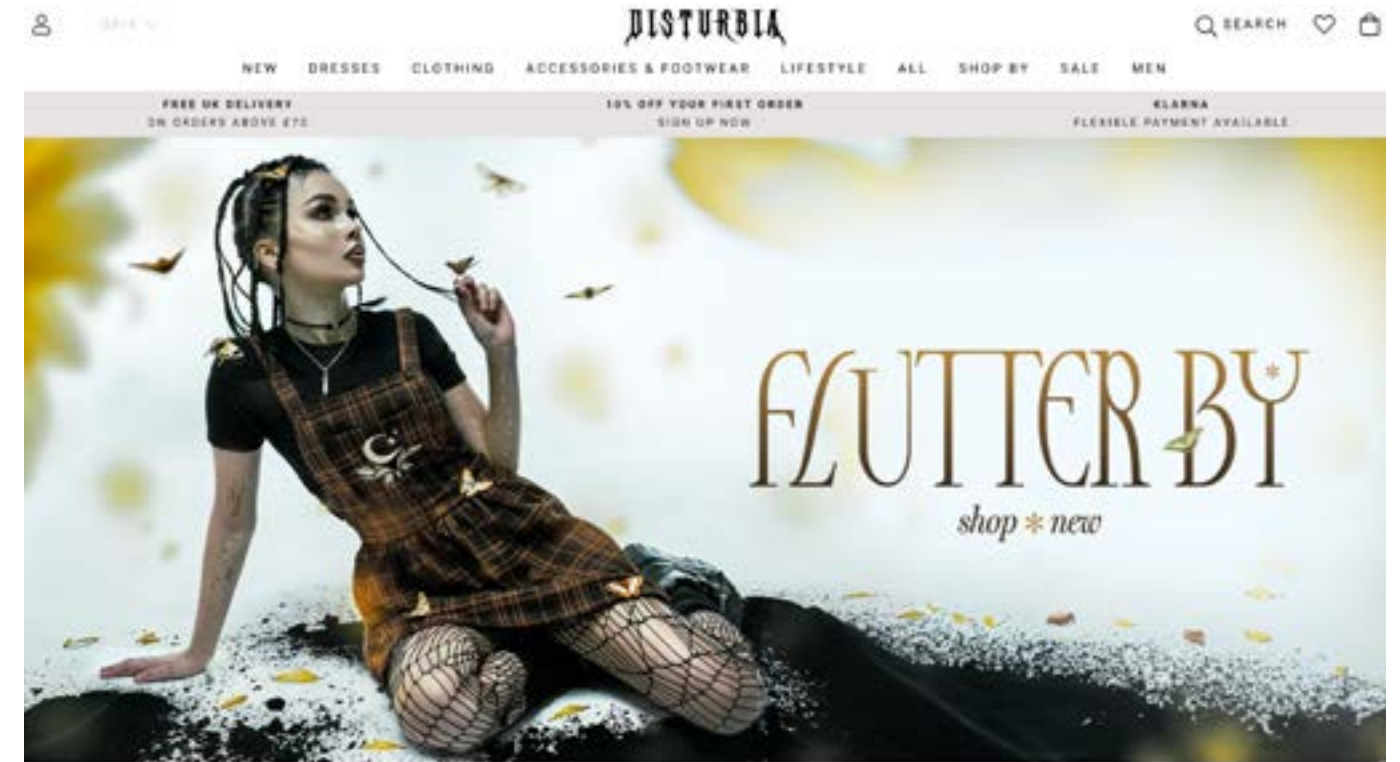 DISTURBIA
SEARCH
NEW DRESSES CLOTHING ACCESSORIES & FOOTWEAR LIFESTYLE ALL SHOP BY SALE MEN
FREE UK DELIVERY
ON ORDERS ABOVE £70
10% OFF YOUR FIRST ORDER
SIGN UP NOW
KLARNA
FLEXIBLE PAYMENT AVAILABLE
FLUTTER BY
shop * new